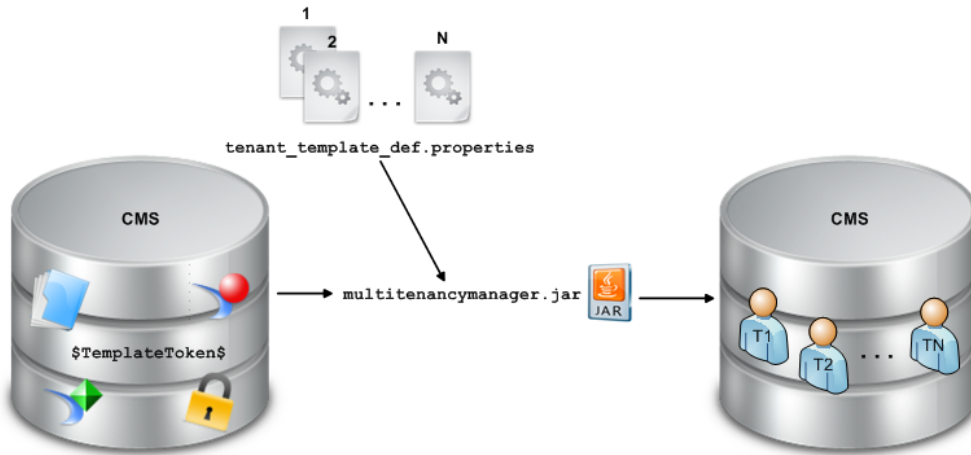 1
2
N
...
tenant_template_def.properties
CMS
CMS
multitenancymanager.jar
JAR
$TemplateToken$
T1
T2
...
TN